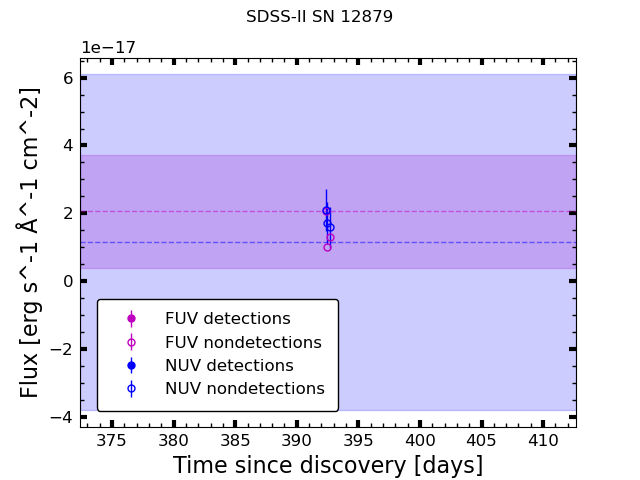 SDSS-II SN 12879
1e−17
6
4
2
0
−2
−4
Flux [erg s^-1 Å^-1 cm^-2]
FUV detections
FUV nondetections
NUV detections
NUV nondetections
375 380 385 390 395 400 405 410
Time since discovery [days]